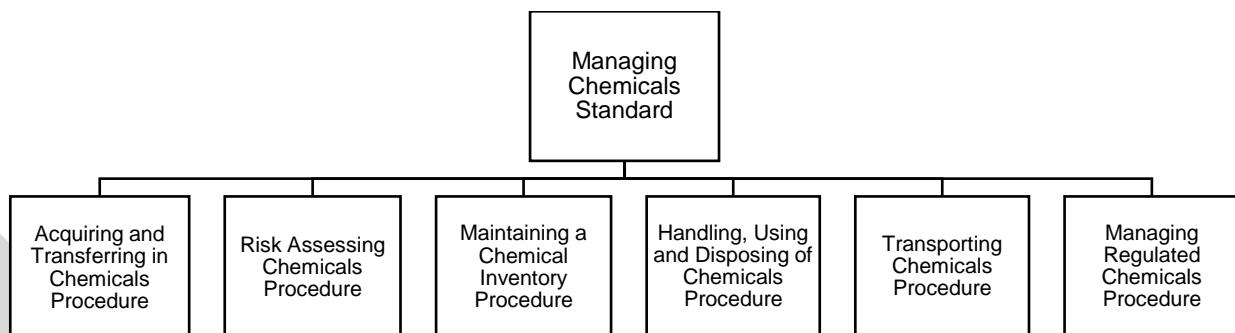 Managing
Chemicals
Standard
Acquiring and
Transferring in
Chemicals
Procedure
Risk Assessing
Chemicals
Procedure
Maintaining a
Chemical
Inventory
Procedure
Handling, Using
and Disposing of
Chemicals
Procedure
Transporting
Chemicals
Procedure
Managing
Regulated
Chemicals
Procedure